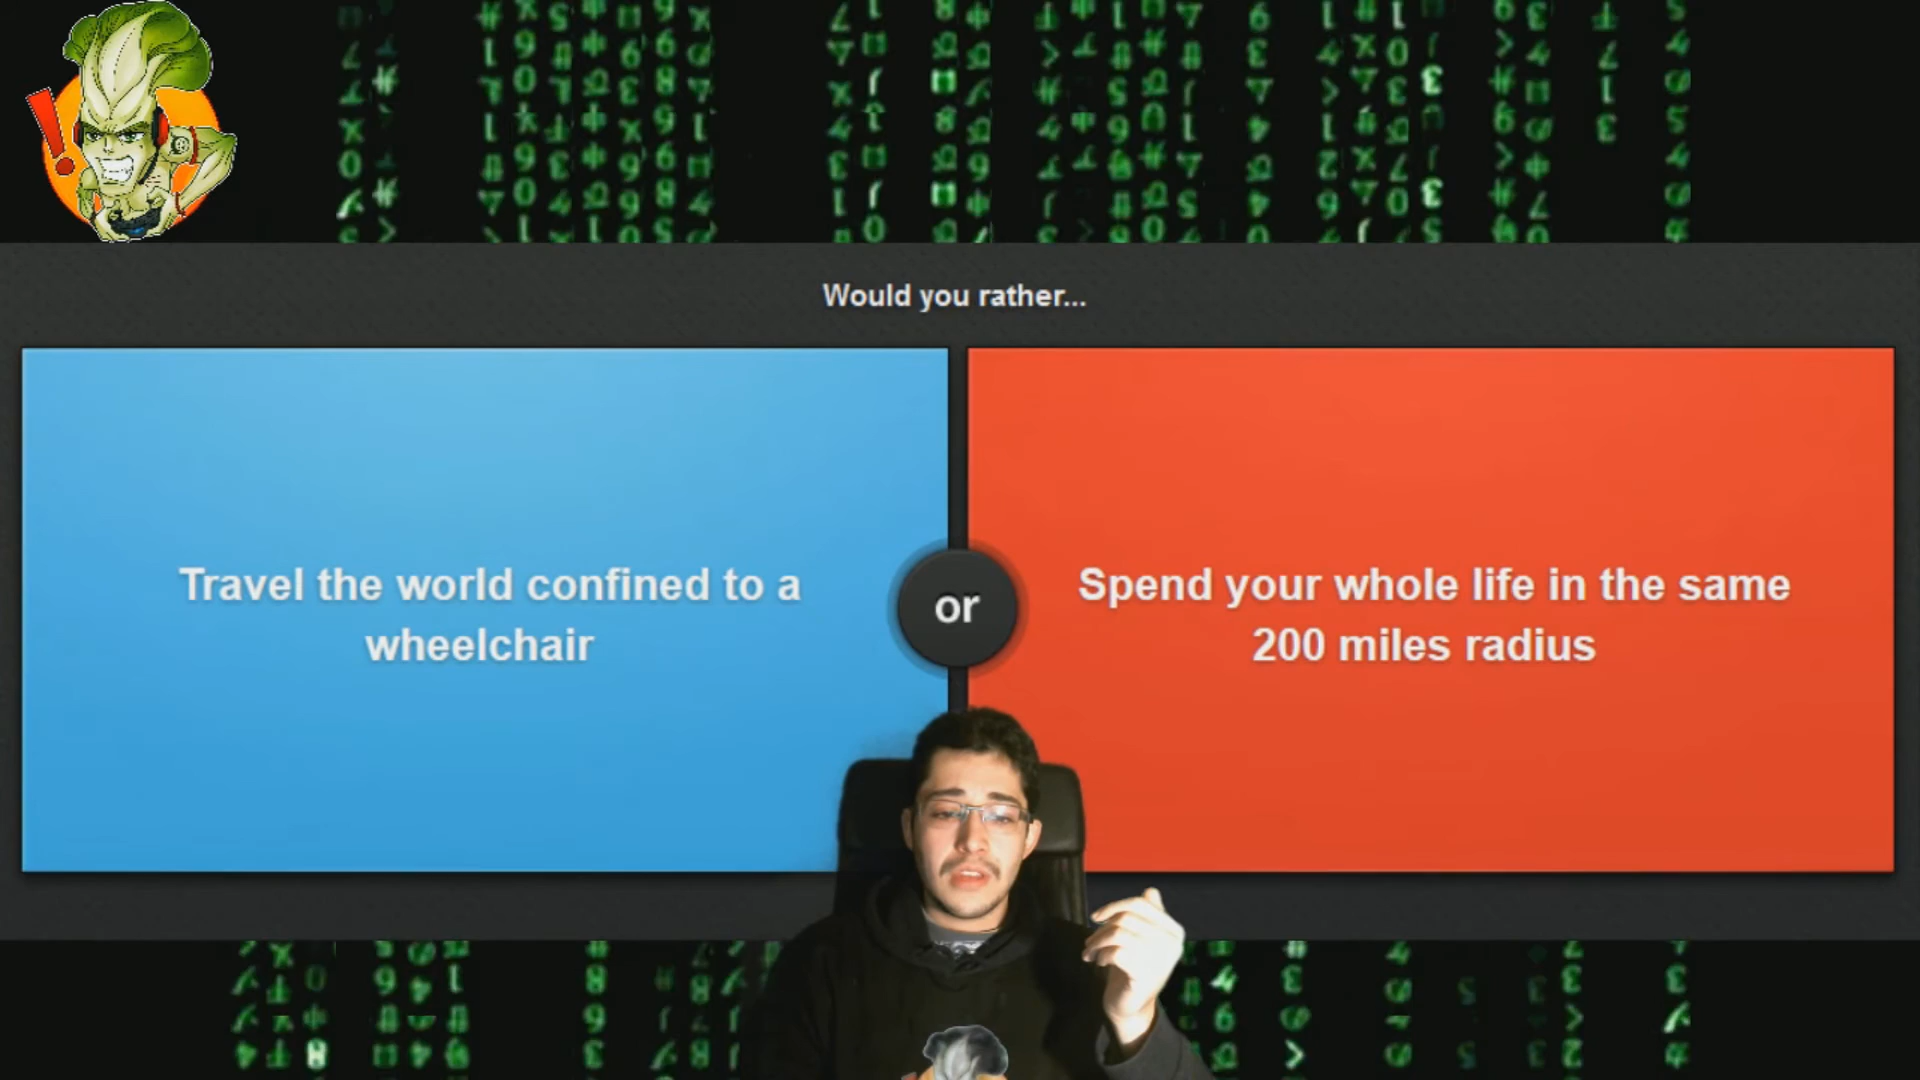 Would you rather...
Travel the world confined to a
wheelchair
or
Spend your whole life in the same
200 miles radius